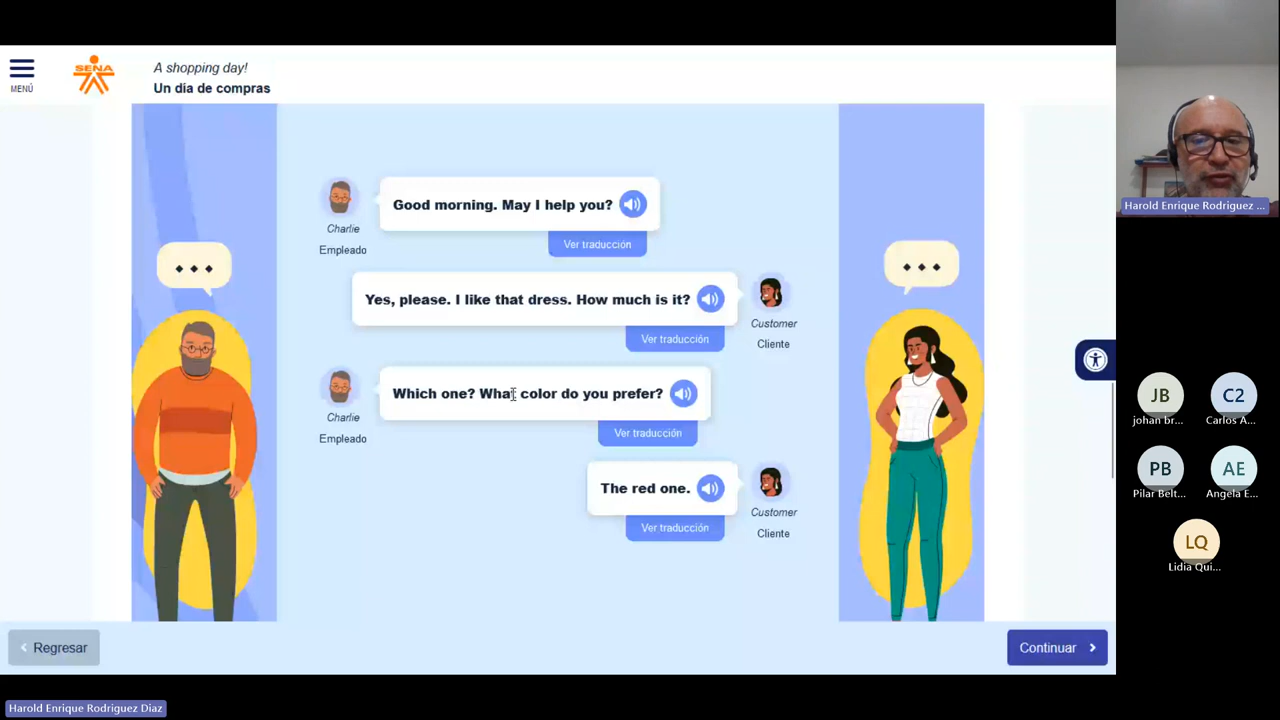 SENA
MENÚ
A shopping day!
Un dia de compras
Good morning. May I help you?
Charlie
Empleado
Ver traducción
Yes, please. I like that dress. How much is it?
Customer
Cliente
Ver traducción
Which one? What color do you prefer?
Charlie
Empleado
Ver traducción
The red one.
Customer
Cliente
Ver traducción
Regresar
Continuar
Harold Enrique Rodriguez ...
JB
johan br...
C2
Carlos A...
PB
Pilar Belt...
AE
Angela E...
LQ
Lidia Qui...
Harold Enrique Rodriguez Diaz